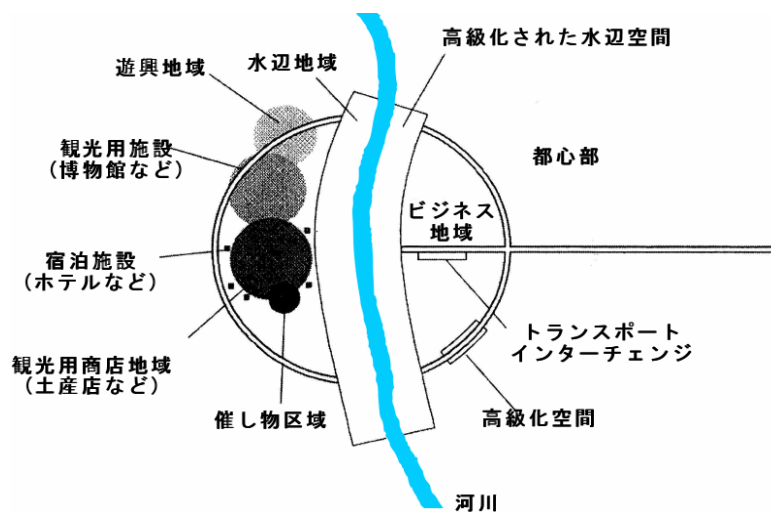 高級化された水辺空間
遊興地域
水辺地域
観光用施設
(博物館など)
都心部
ビジネス
地域
宿泊施設
(ホテルなど)
トランスポート
インターチェンジ
観光用商店地域
(土産店など)
催し物区域
高級化空間
河川